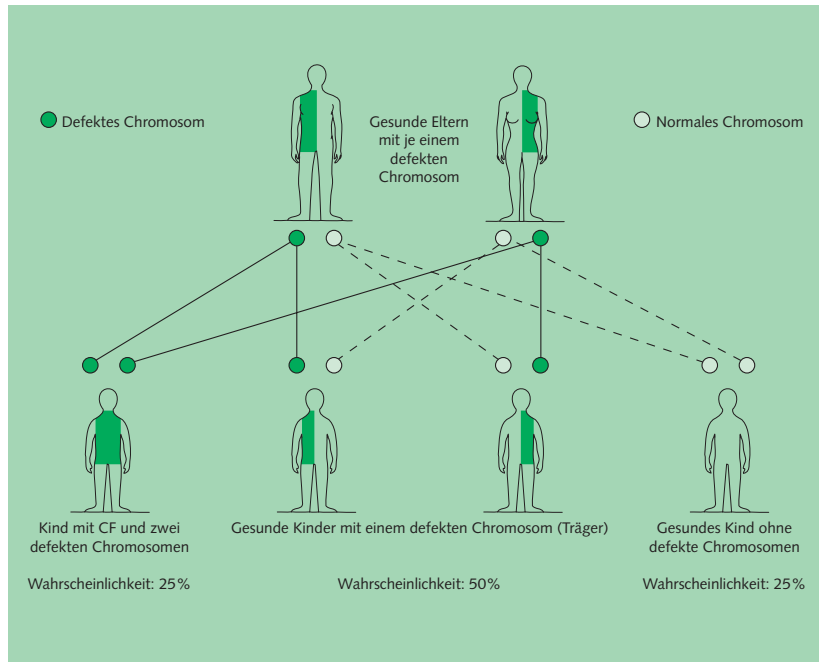 Defektes Chromosom
Gesunde Eltern
mit je einem
defekten
Chromosom
Normales Chromosom
Kind mit CF und zwei
defekten Chromosomen
Gesunde Kinder mit einem defekten Chromosom (Träger)
Gesundes Kind ohne
defekte Chromosomen
Wahrscheinlichkeit: 25%
Wahrscheinlichkeit: 50%
Wahrscheinlichkeit: 25%